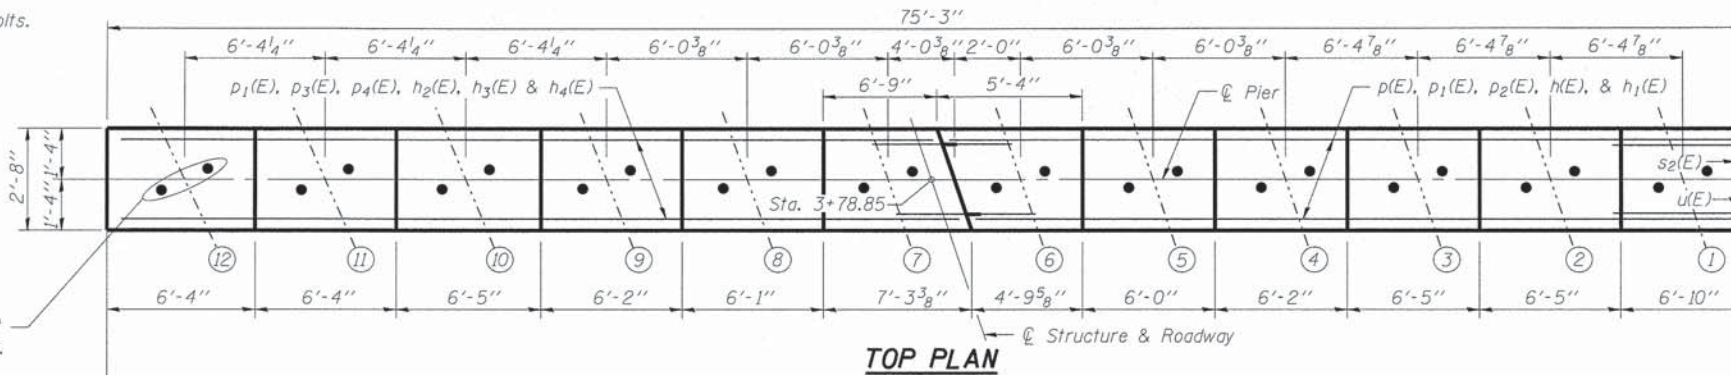 olts.
75'-3"
6'-4¼" 6'-4¼" 6'-4¼" 6'-0⅜" 6'-0⅜" 4'-0⅜" 2'-0" 6'-0⅜" 6'-0⅜" 6'-4⅞" 6'-4⅞" 6'-4⅞"
p₁(E), p₃(E), p₄(E), h₂(E), h₃(E) & h₄(E)
6'-9" 5'-4"
℄ Pier
p(E), p₁(E), p₂(E), h(E), & h₁(E)
2'-8"
1'-4"
1'-4"
s₂(E)
Sta. 3+78.85
u(E)
12 11 10 9 8 7 6 5 4 3 2 1
6'-4" 6'-4" 6'-5" 6'-2" 6'-1" 7'-3⅜" 4'-9⅝" 6'-0" 6'-2" 6'-5" 6'-5" 6'-10"
℄ Structure & Roadway
TOP PLAN